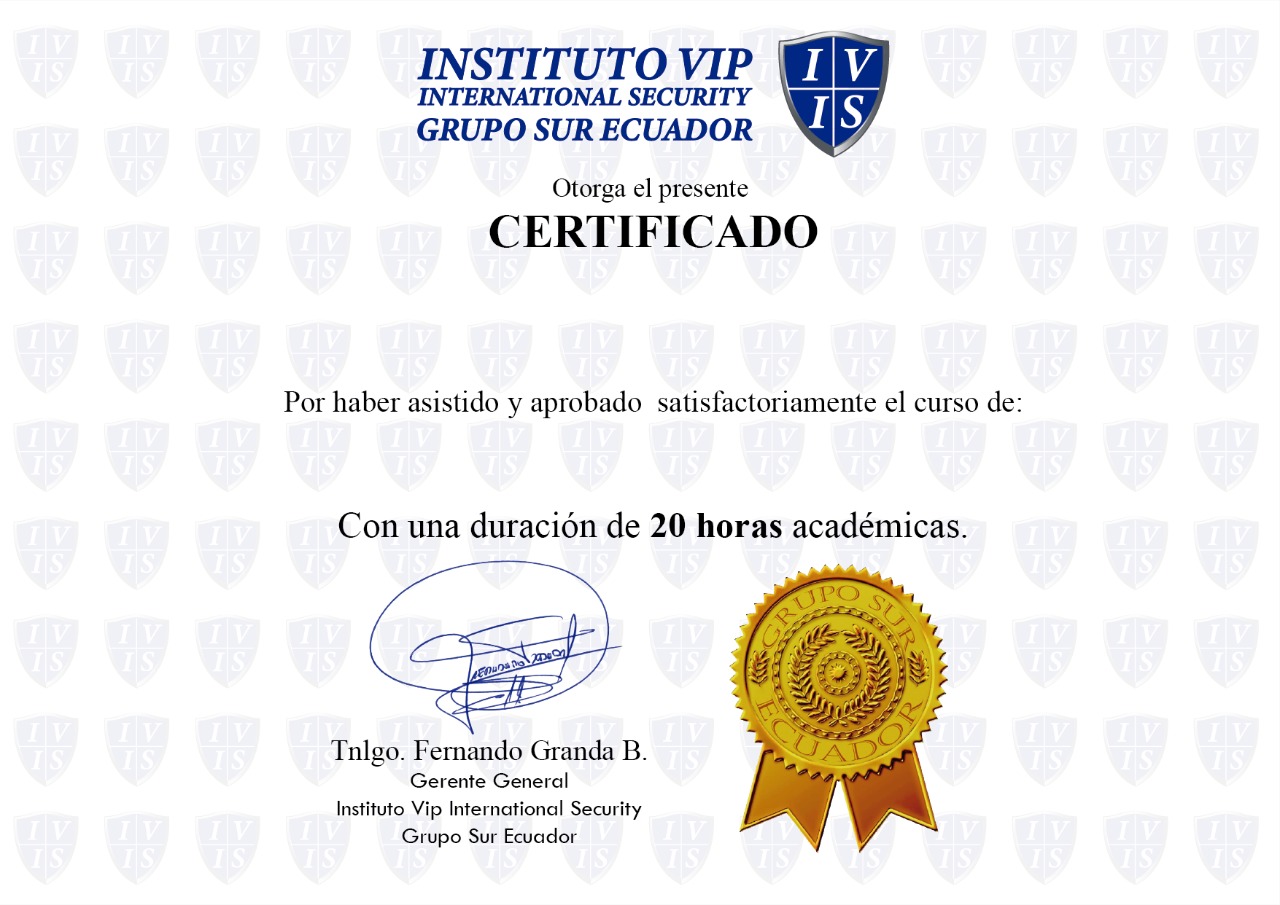 INSTITUTO VIP
INTERNATIONAL SECURITY
GRUPO SUR ECUADOR
I V
I S
Otorga el presente
CERTIFICADO
Por haber asistido y aprobado  satisfactoriamente el curso de:
Con una duración de 20 horas académicas.
Tnlgo. Fernando Granda B.
Gerente General
Instituto Vip International Security
Grupo Sur Ecuador
GRUPO SUR
ECUADOR